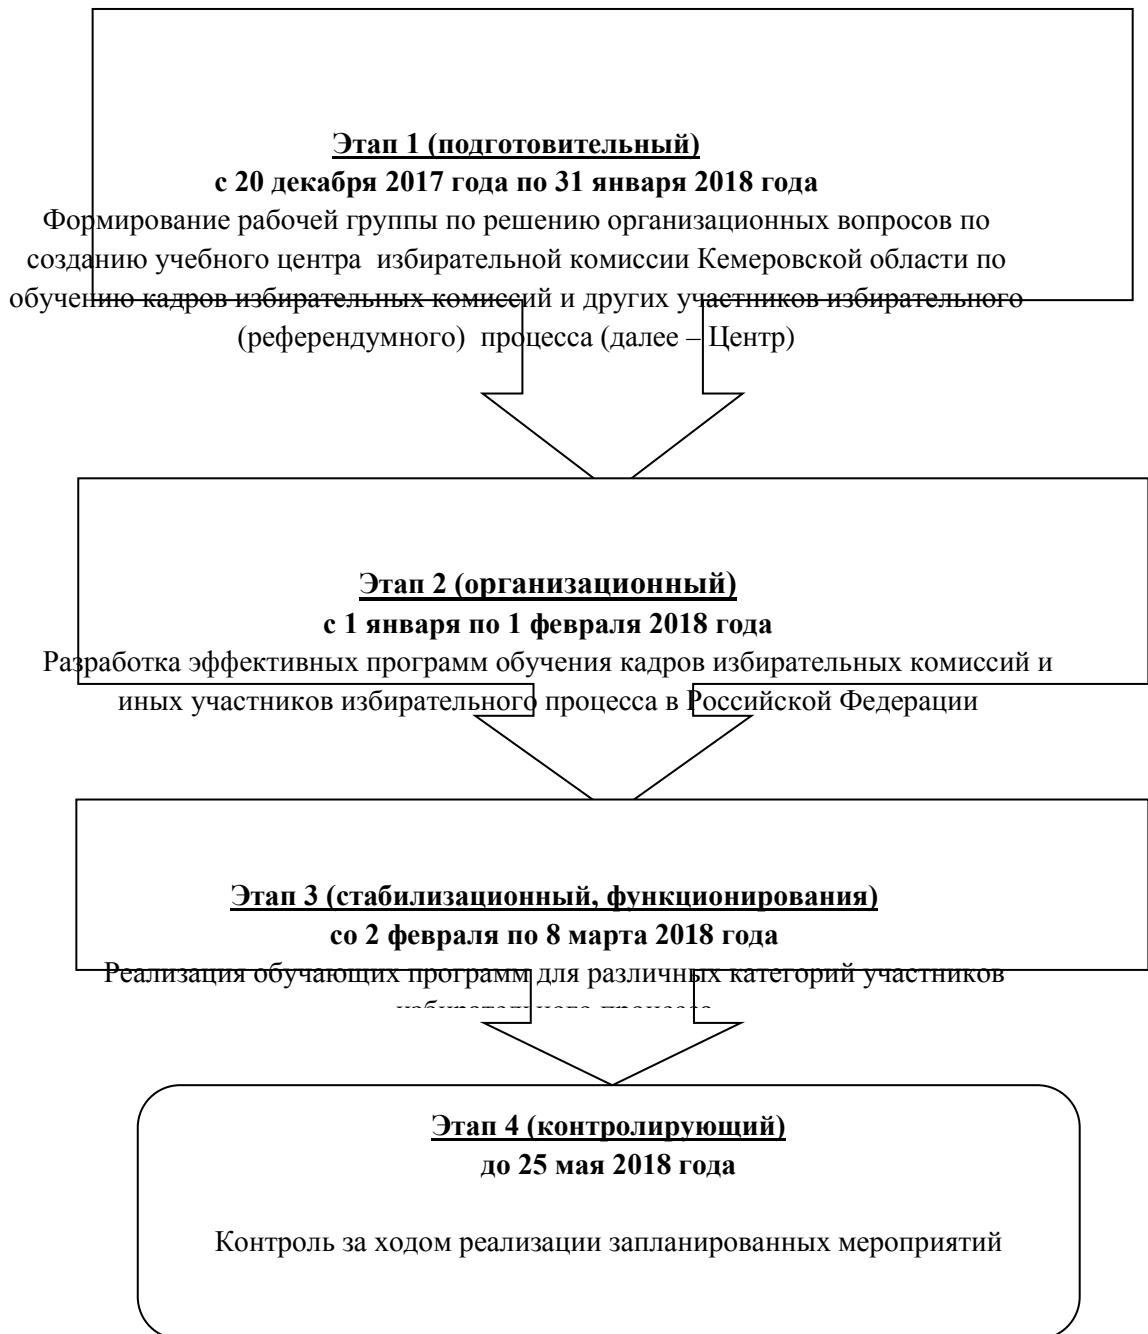 Этап 1 (подготовительный)
с 20 декабря 2017 года по 31 января 2018 года
Формирование рабочей группы по решению организационных вопросов по
созданию учебного центра избирательной комиссии Кемеровской области по
обучению кадров избирательных комиссий и других участников избирательного
(референдумного) процесса (далее – Центр)
Этап 2 (организационный)
с 1 января по 1 февраля 2018 года
Разработка эффективных программ обучения кадров избирательных комиссий и
иных участников избирательного процесса в Российской Федерации
Этап 3 (стабилизационный, функционирования)
со 2 февраля по 8 марта 2018 года
Реализация обучающих программ для различных категорий участников
Этап 4 (контролирующий)
до 25 мая 2018 года
Контроль за ходом реализации запланированных мероприятий